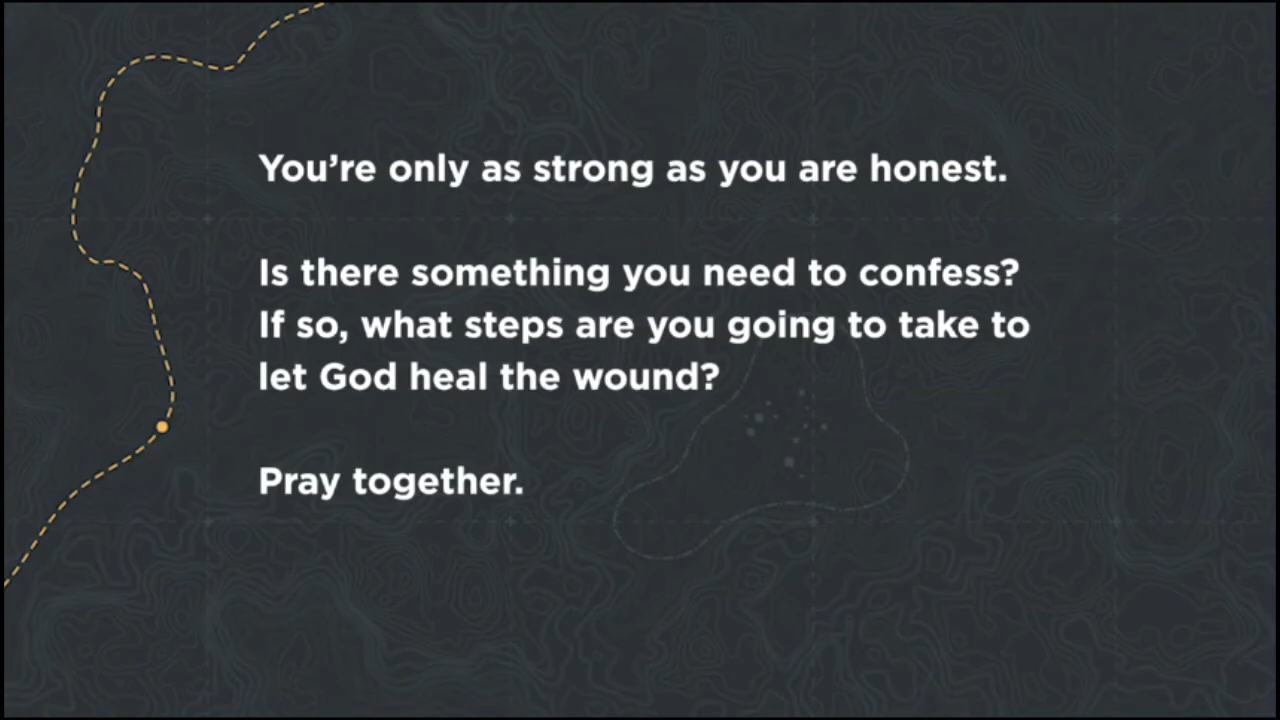 You’re only as strong as you are honest.
Is there something you need to confess?
If so, what steps are you going to take to
let God heal the wound?
Pray together.